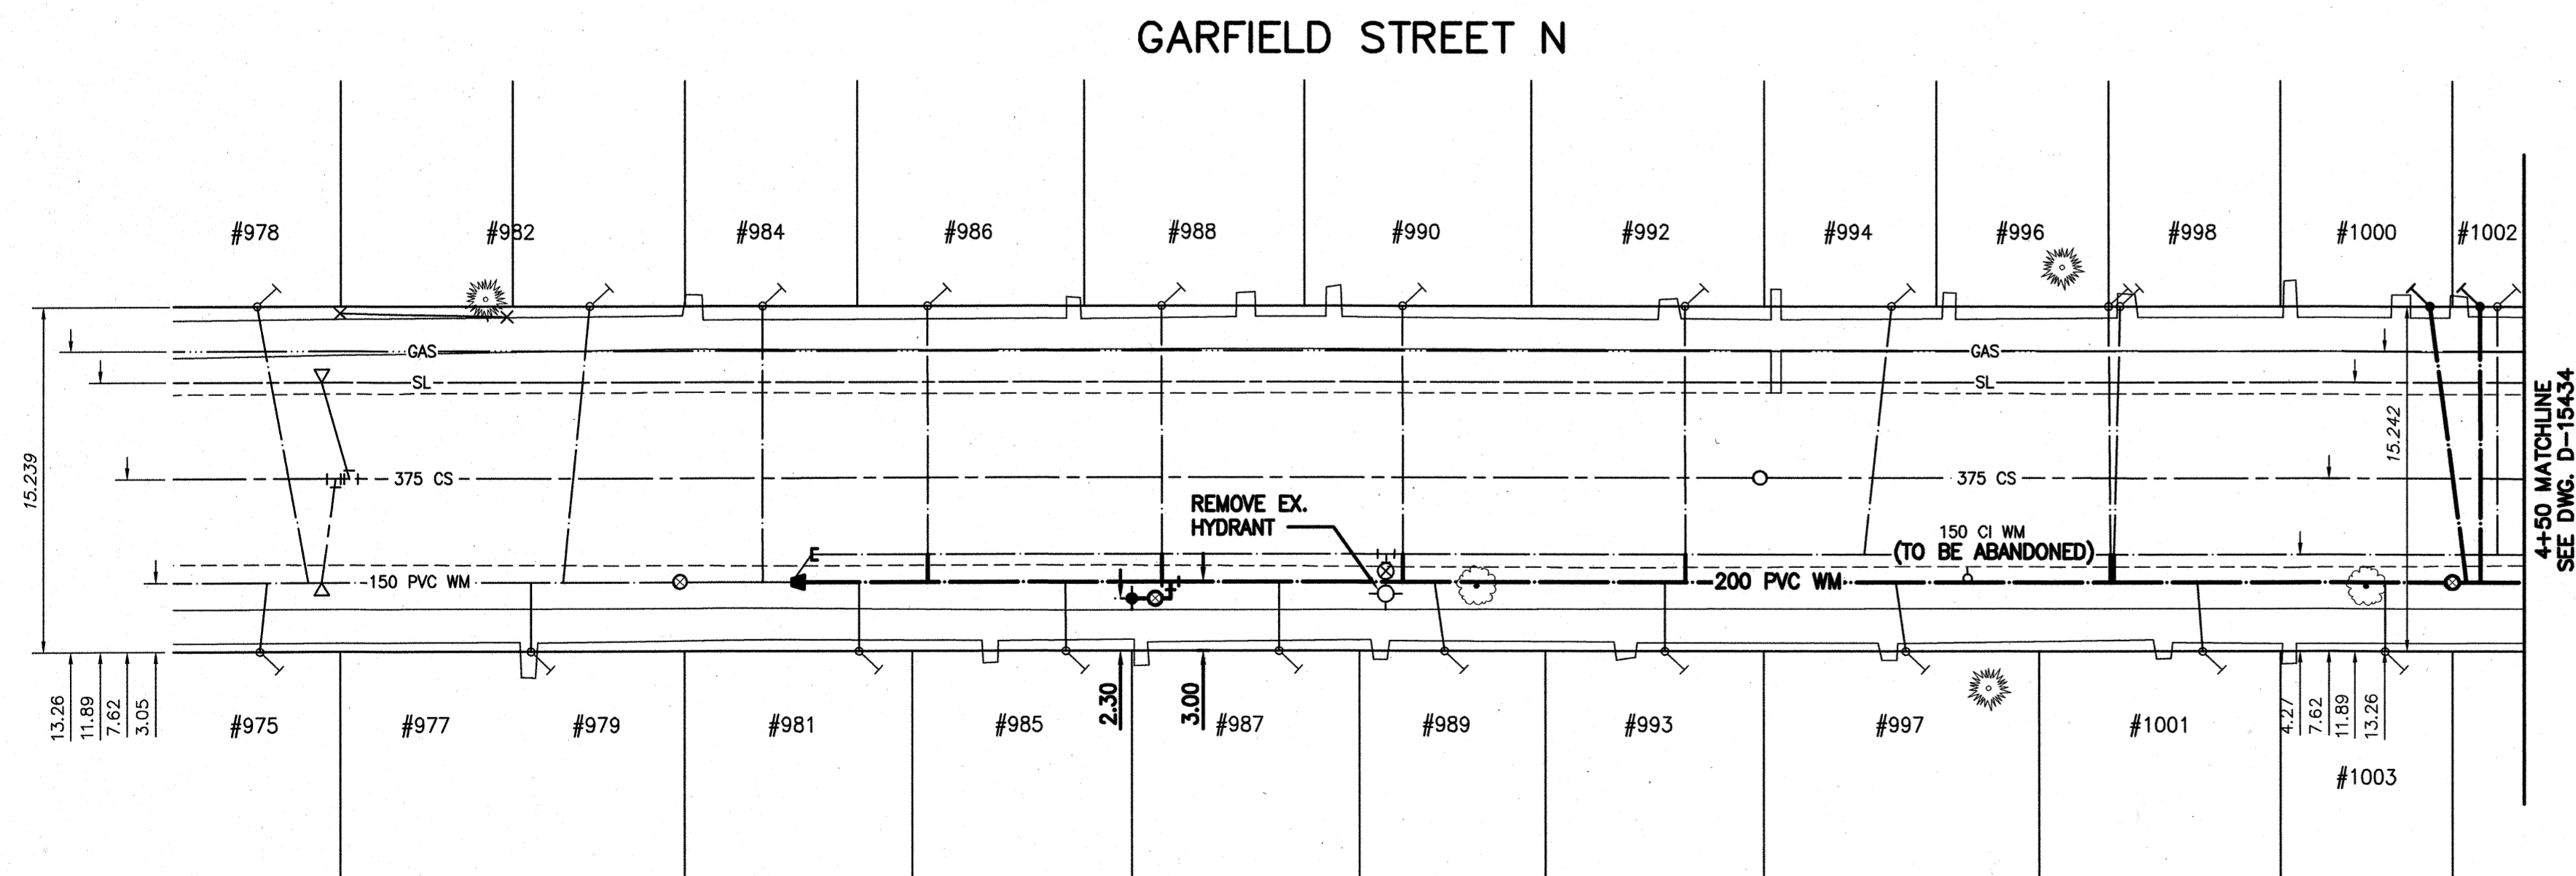 GARFIELD STREET N
#978 #982 #984 #986 #988 #990 #992 #994 #996 #998 #1000 #1002
GAS GAS
SL SL
15.239
375 CS 375 CS
15.242
4+50 MATCHLINE
SEE DWG. D-15434
REMOVE EX.
HYDRANT
150 CI WM
(TO BE ABANDONED)
E
150 PVC WM
200 PVC WM
13.26 11.89 7.62 3.05
2.30 3.00
4.27 7.62 11.89 13.26
#975 #977 #979 #981 #985 #987 #989 #993 #997 #1001
#1003